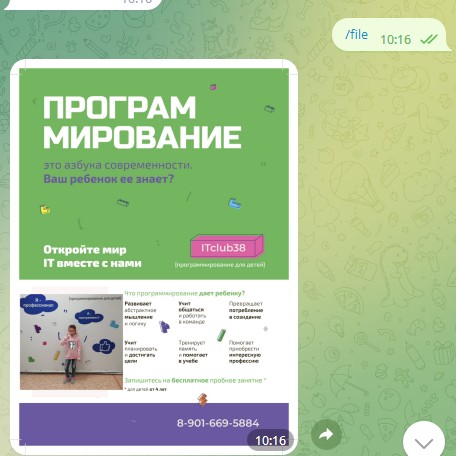 /file 10:16
ПРОГРАМ
МИРОВАНИЕ
это азбука современности.
Ваш ребенок ее знает?
Откройте мир
IT вместе с нами
ITclub38
(программирование для детей)
Что программирование дает ребенку?
Развивает
абстрактное
мышление
и логику
Учит
общаться
и работать
в команде
Превращает
потребление
в созидание
Учит
планировать
и достигать
цели
Тренирует
память
и помогает
в учебе
Помогает
приобрести
интересную
профессию
Запишитесь на бесплатное пробное занятие *
* для детей от 4 лет
8-901-669-5884
10:16